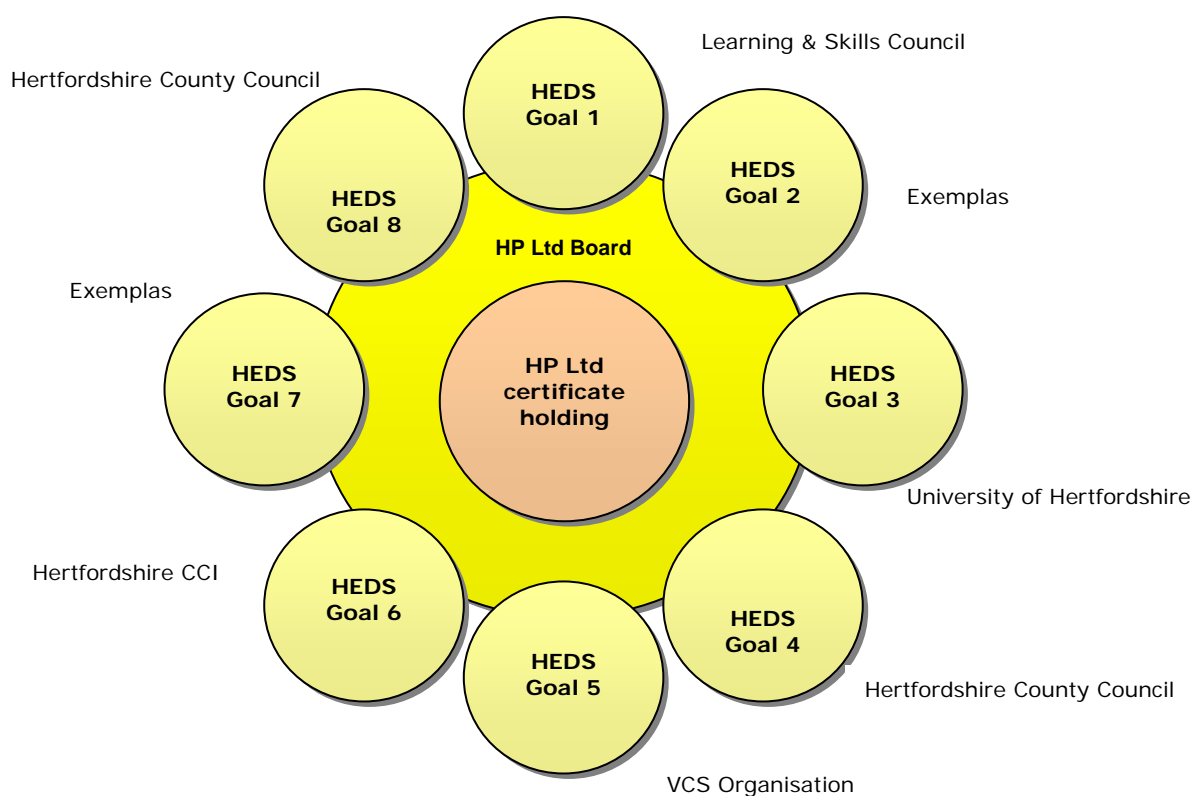 Learning & Skills Council
Hertfordshire County Council
HEDS
Goal 1
HEDS
Goal 2
Exemplas
HEDS
Goal 8
HP Ltd Board
Exemplas
HEDS
Goal 7
HP Ltd
certificate
holding
HEDS
Goal 3
University of Hertfordshire
Hertfordshire CCI
HEDS
Goal 6
HEDS
Goal 4
HEDS
Goal 5
Hertfordshire County Council
VCS Organisation